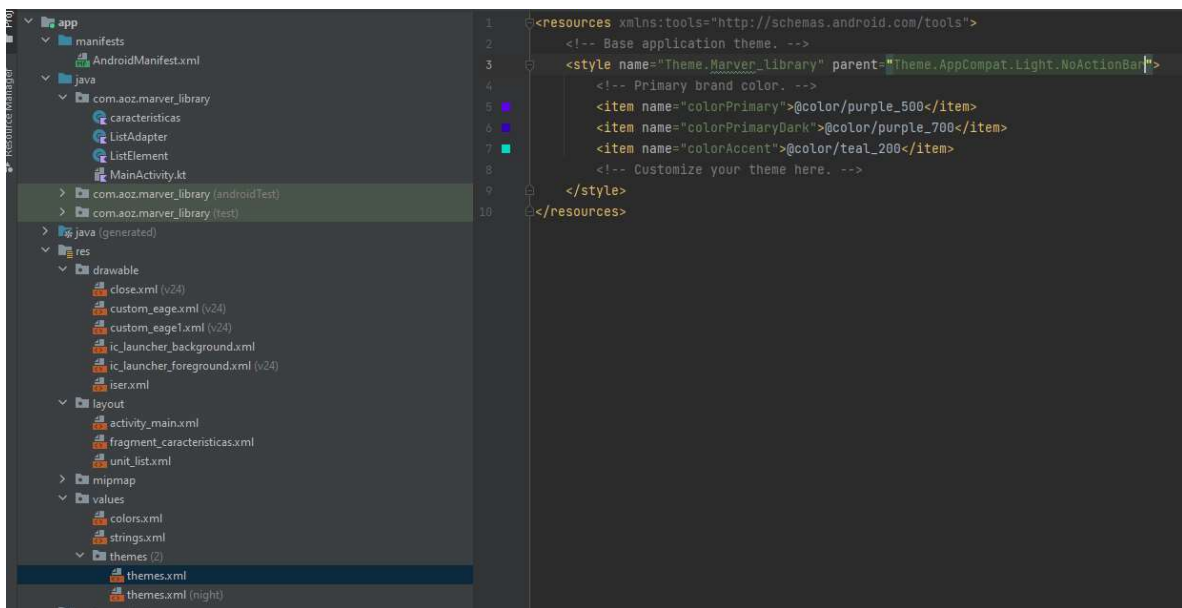 Proj
Resource Manager
app
manifests
AndroidManifest.xml
java
com.aoz.marver_library
caracteristicas
ListAdapter
ListElement
MainActivity.kt
com.aoz.marver_library (androidTest)
com.aoz.marver_library (test)
java (generated)
res
drawable
close.xml (v24)
custom_eage.xml (v24)
custom_eage1.xml (v24)
ic_launcher_background.xml
ic_launcher_foreground.xml (v24)
iser.xml
layout
activity_main.xml
fragment_caracteristicas.xml
unit_list.xml
mipmap
values
colors.xml
strings.xml
themes (2)
themes.xml
themes.xml (night)
1 <resources xmlns:tools="http://schemas.android.com/tools">
2 <!-- Base application theme. -->
3 <style name="Theme.Marver_library" parent="Theme.AppCompat.Light.NoActionBar">
4 <!-- Primary brand color. -->
5 <item name="colorPrimary">@color/purple_500</item>
6 <item name="colorPrimaryDark">@color/purple_700</item>
7 <item name="colorAccent">@color/teal_200</item>
8 <!-- Customize your theme here. -->
9 </style>
10 </resources>